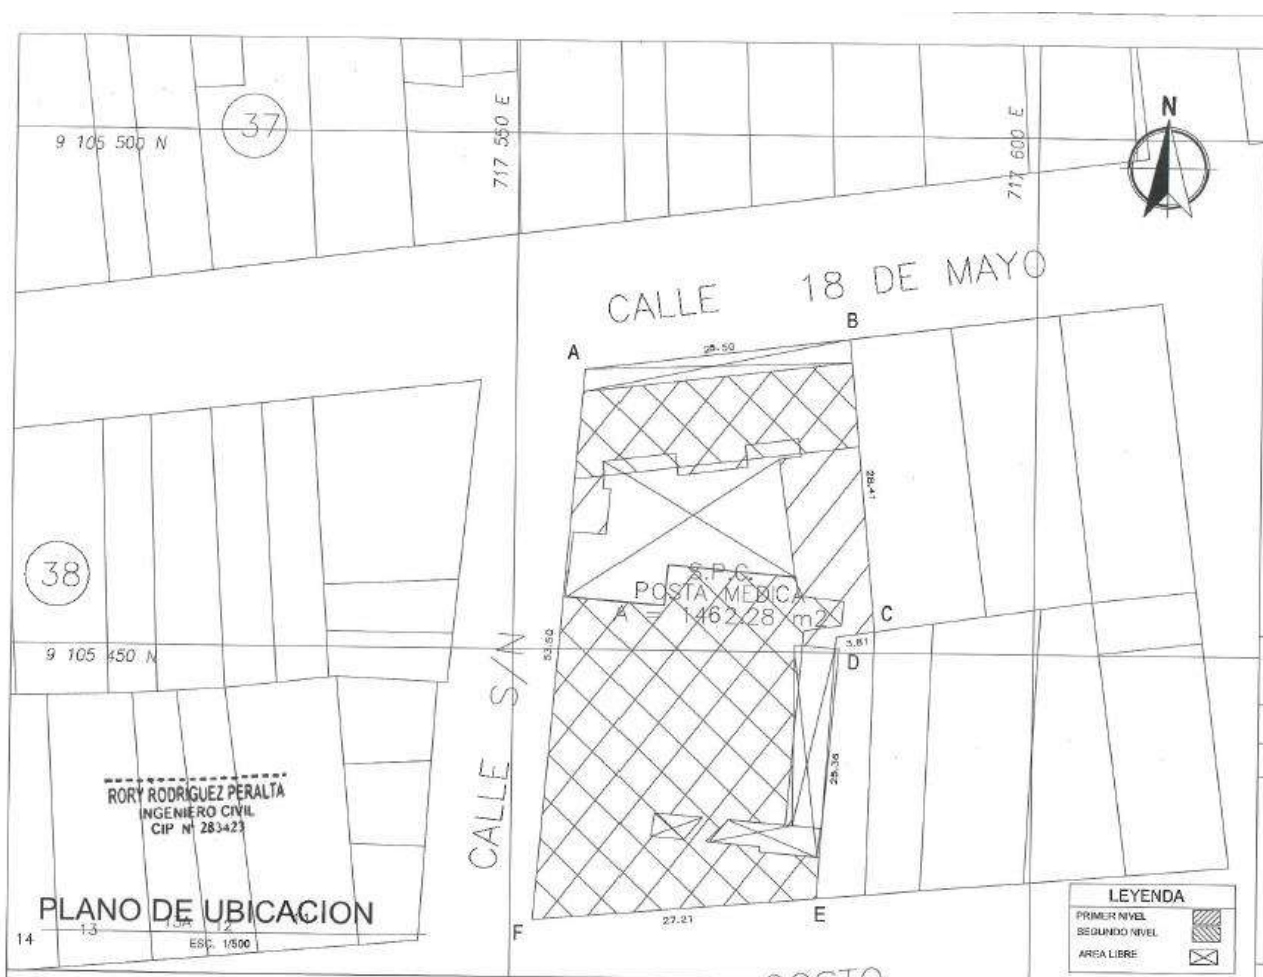 37
9 105 500 N
717 550 E
717 600 E
N
CALLE 18 DE MAYO
A
B
25.50
28.41
38
S.P.C.
POSTA MEDICA
A = 1462.28 m2
C
3.81
D
9 105 450 N
53.50
CALLE S/N
25.36
RORY RODRIGUEZ PERALTA
INGENIERO CIVIL
CIP N° 283423
PLANO DE UBICACION
14
13
13A
12
ESC. 1/500
F
27.21
E
LEYENDA
PRIMER NIVEL
SEGUNDO NIVEL
AREA LIBRE